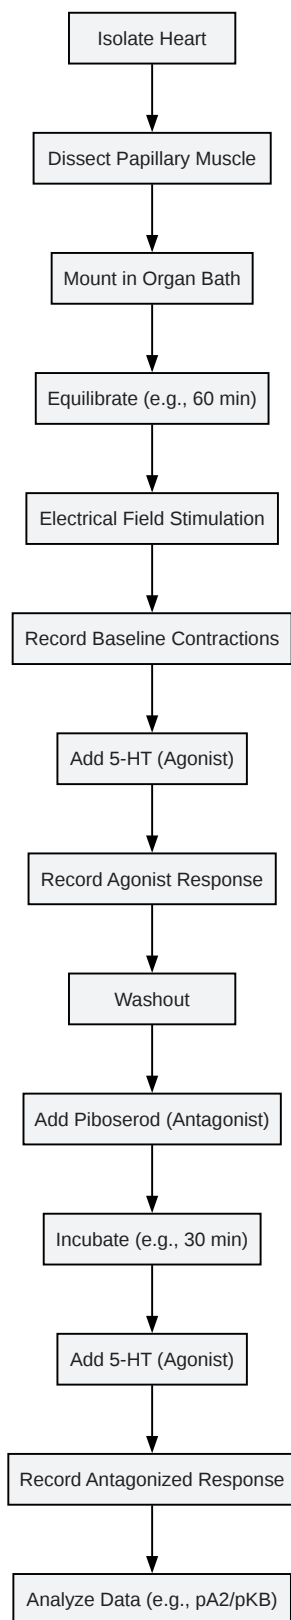 Isolate Heart
Dissect Papillary Muscle
Mount in Organ Bath
Equilibrate (e.g., 60 min)
Electrical Field Stimulation
Record Baseline Contractions
Add 5-HT (Agonist)
Record Agonist Response
Washout
Add Piboserod (Antagonist)
Incubate (e.g., 30 min)
Add 5-HT (Agonist)
Record Antagonized Response
Analyze Data (e.g., pA2/pKB)